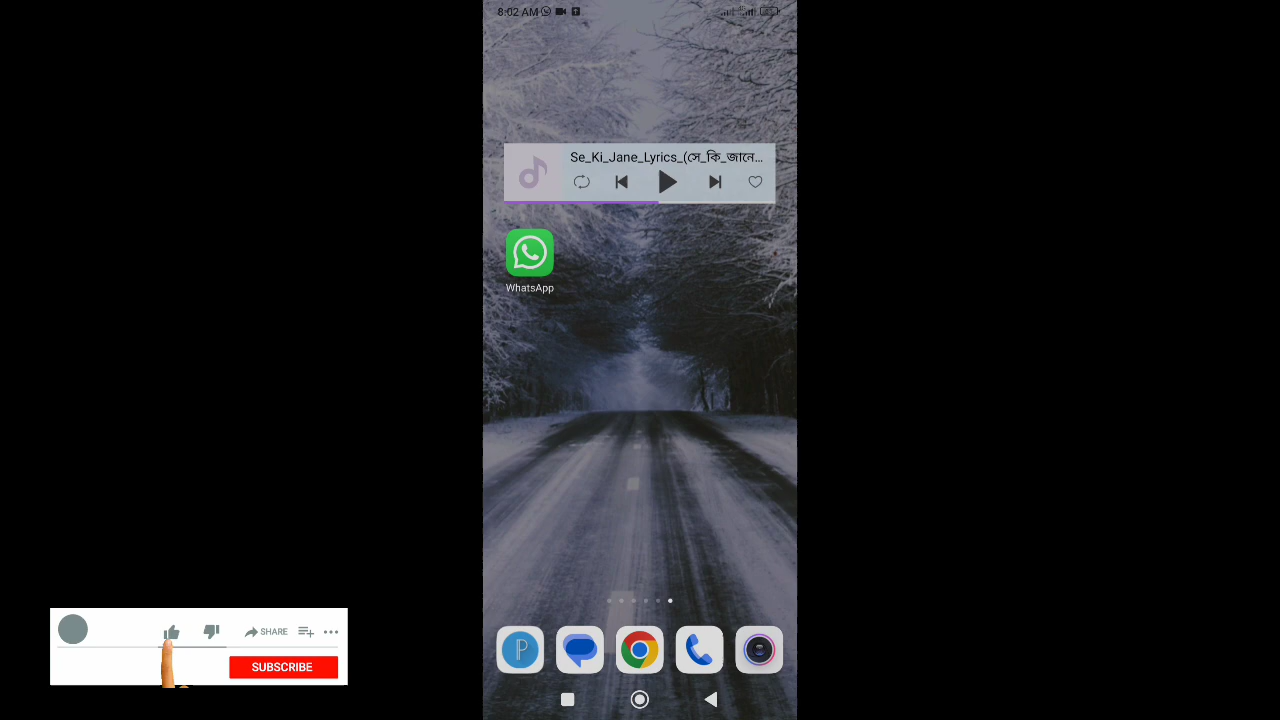 8:02 AM
Se_Ki_Jane_Lyrics_(সে_কি_জানে...
WhatsApp
SHARE
SUBSCRIBE